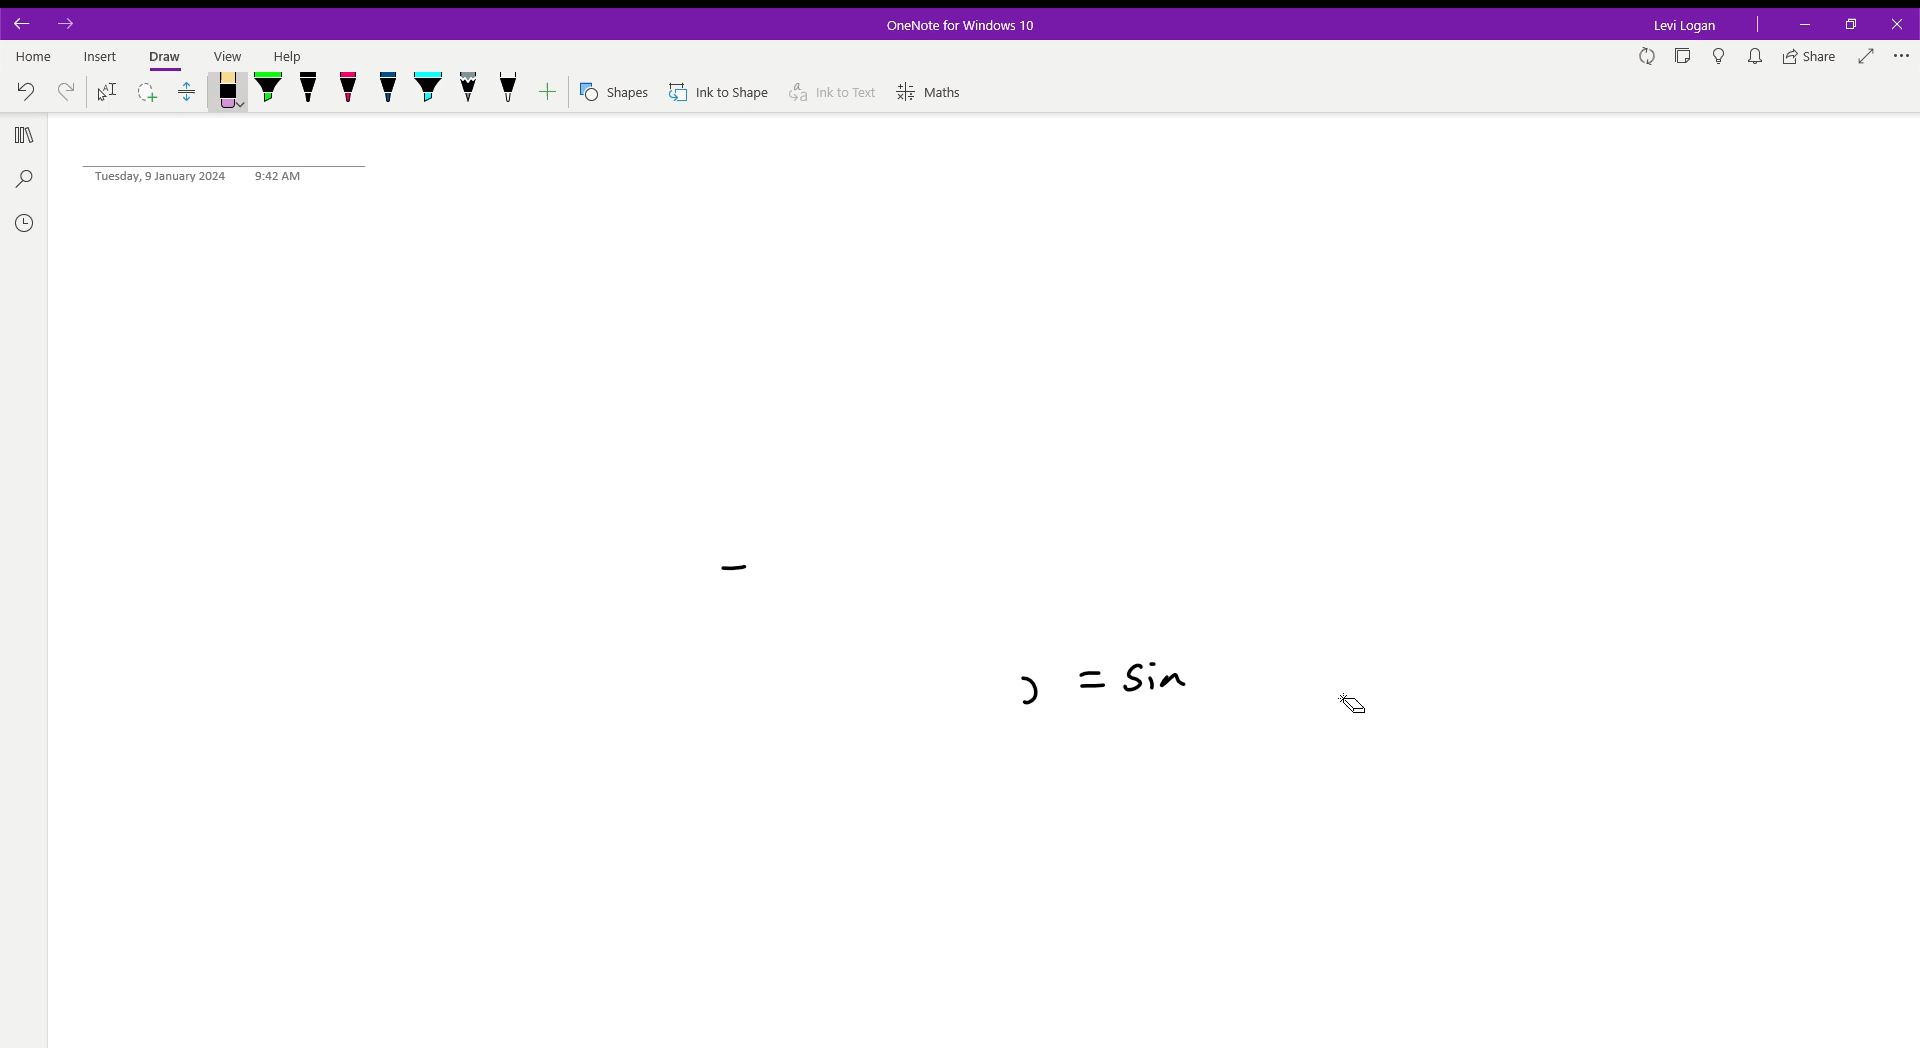 OneNote for Windows 10
Levi Logan
Home Insert Draw View Help
Share
Shapes Ink to Shape Ink to Text Maths
Tuesday, 9 January 2024 9:42 AM
–
) = sin